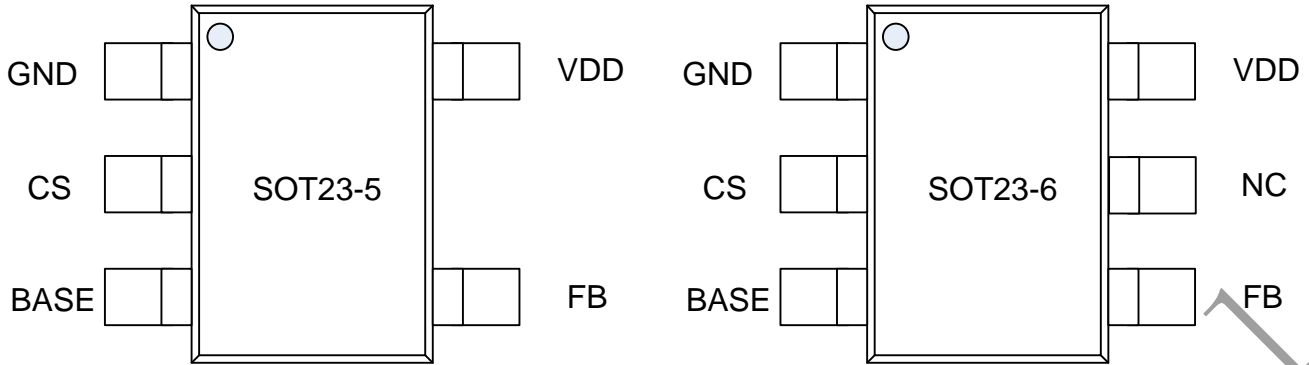 GND VDD GND VDD
CS SOT23-5 CS SOT23-6 NC
BASE FB BASE FB